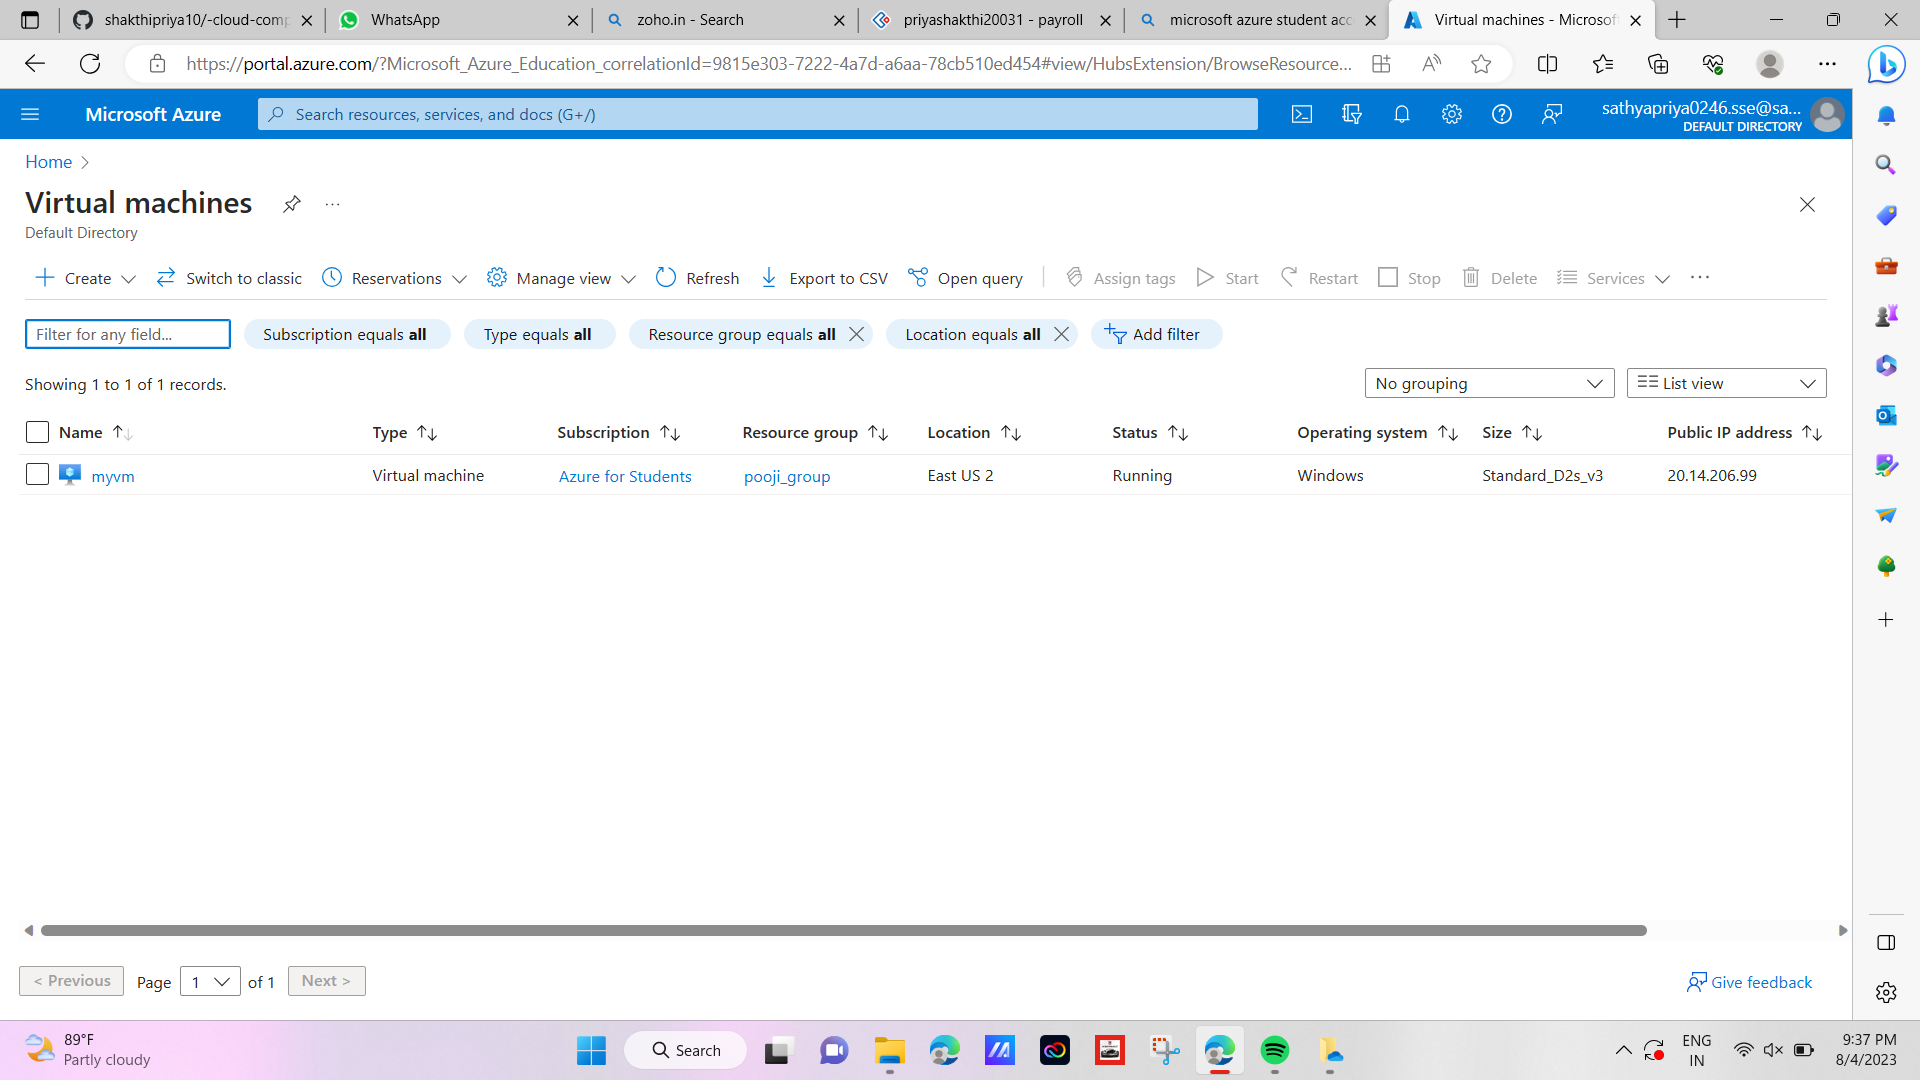 shakthipriya10/-cloud-comp
WhatsApp
zoho.in - Search
priyashakthi20031 - payroll
microsoft azure student acc
Virtual machines - Microsoft
https://portal.azure.com/?Microsoft_Azure_Education_correlationId=9815e303-7222-4a7d-a6aa-78cb510ed454#view/HubsExtension/BrowseResource...
Microsoft Azure
Search resources, services, and docs (G+/)
sathyapriya0246.sse@sa...
DEFAULT DIRECTORY
Home
Virtual machines
Default Directory
Create
Switch to classic
Reservations
Manage view
Refresh
Export to CSV
Open query
Assign tags
Start
Restart
Stop
Delete
Services
Filter for any field...
Subscription equals all
Type equals all
Resource group equals all
Location equals all
Add filter
Showing 1 to 1 of 1 records.
No grouping
List view
Name Type Subscription Resource group Location Status Operating system Size Public IP address
myvm Virtual machine Azure for Students pooji_group East US 2 Running Windows Standard_D2s_v3 20.14.206.99
< Previous Page 1 of 1 Next >
Give feedback
89°F
Partly cloudy
Search
ENG
IN
9:37 PM
8/4/2023